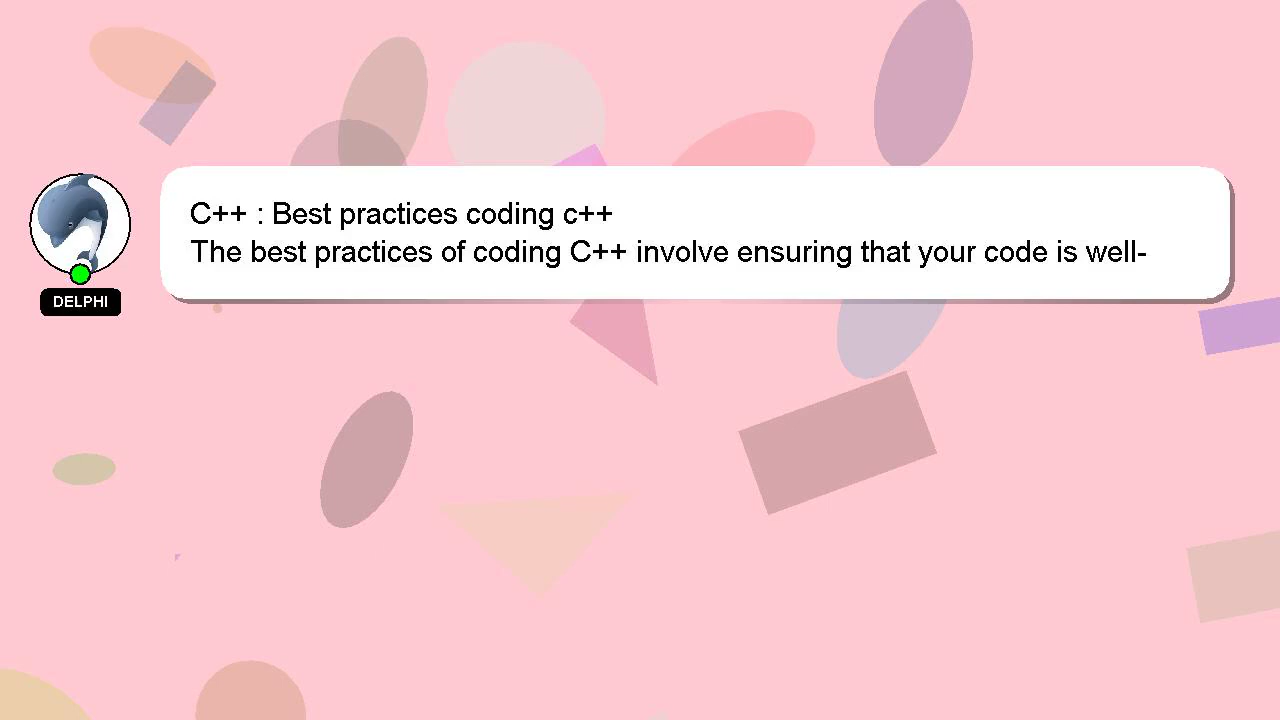 C++ : Best practices coding c++
The best practices of coding C++ involve ensuring that your code is well-
DELPHI